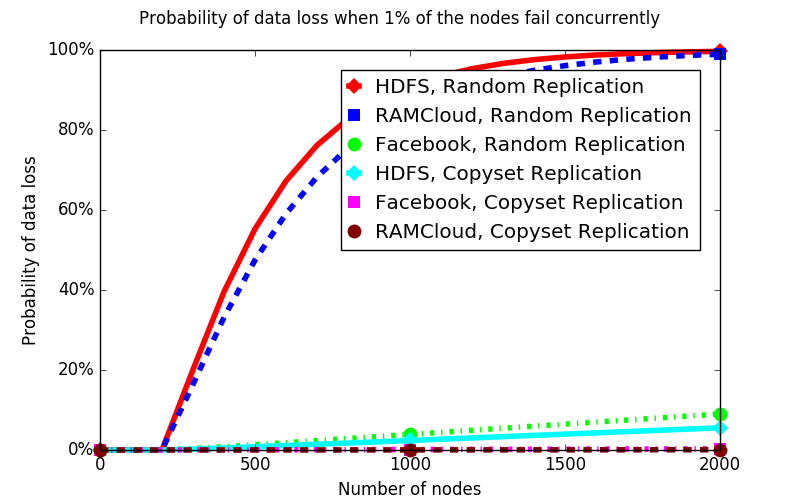 Probability of data loss when 1% of the nodes fail concurrently
100%
80%
60%
40%
20%
0%
Probability of data loss
HDFS, Random Replication
RAMCloud, Random Replication
Facebook, Random Replication
HDFS, Copyset Replication
Facebook, Copyset Replication
RAMCloud, Copyset Replication
0 500 1000 1500 2000
Number of nodes